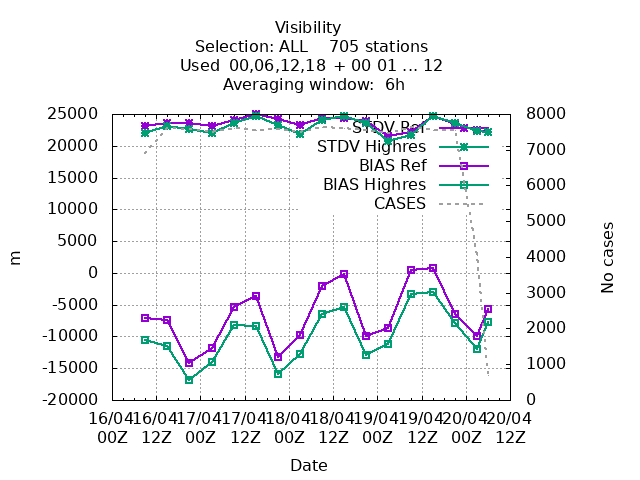 Visibility
Selection: ALL    705 stations
Used  00,06,12,18 + 00 01 ... 12
Averaging window:  6h
25000
20000
15000
10000
5000
0
-5000
-10000
-15000
-20000
m
8000
7000
6000
5000
4000
3000
2000
1000
0
No cases
STDV Ref
STDV Highres
BIAS Ref
BIAS Highres
CASES
16/04 16/04 17/04 17/04 18/04 18/04 19/04 19/04 20/04 20/04
00Z 12Z 00Z 12Z 00Z 12Z 00Z 12Z 00Z 12Z
Date